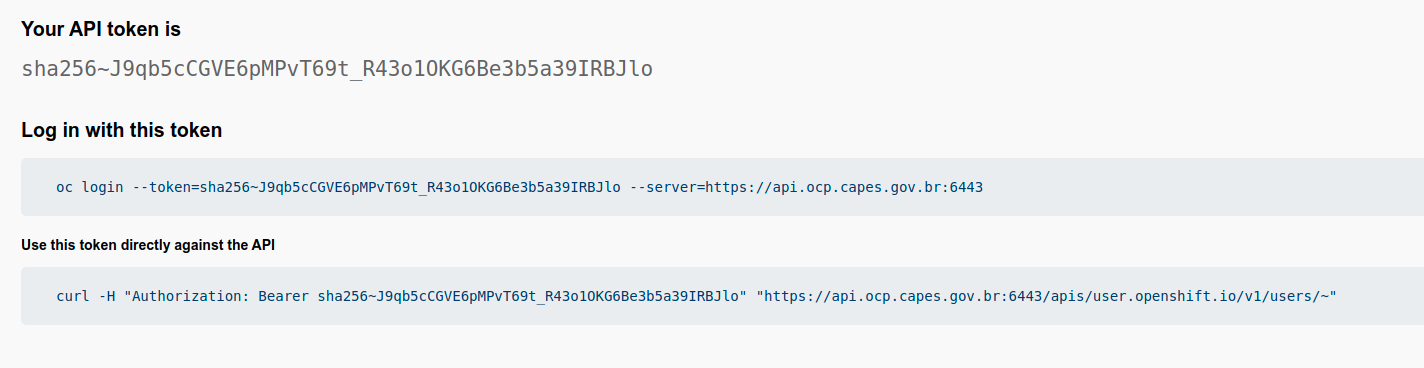 Your API token is
sha256~J9qb5cCGVE6pMPvT69t_R43o1OKG6Be3b5a39IRBJlo
Log in with this token
oc login --token=sha256~J9qb5cCGVE6pMPvT69t_R43o1OKG6Be3b5a39IRBJlo --server=https://api.ocp.capes.gov.br:6443
Use this token directly against the API
curl -H "Authorization: Bearer sha256~J9qb5cCGVE6pMPvT69t_R43o1OKG6Be3b5a39IRBJlo" "https://api.ocp.capes.gov.br:6443/apis/user.openshift.io/v1/users/~"